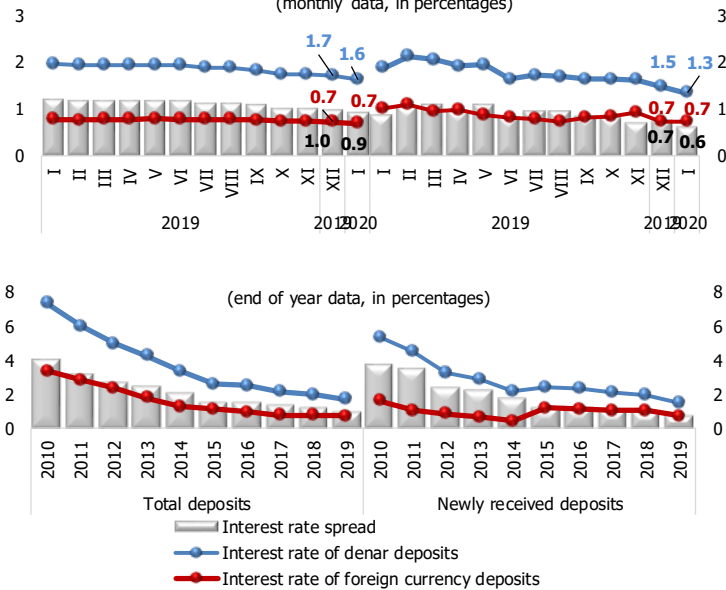 (monthly data, in percentages)
3 3
2 2
1 1
0 0
1.7 1.6 1.5 1.3
0.7 0.7 0.7 0.7
1.0 0.9 0.7 0.6
I II III IV V VI VII VIII IX X XI XII I I II III IV V VI VII VIII IX X XI XII I
2019 2019 2020 2019 2019 2020
(end of year data, in percentages)
8 8
6 6
4 4
2 2
0 0
2010 2011 2012 2013 2014 2015 2016 2017 2018 2019 2010 2011 2012 2013 2014 2015 2016 2017 2018 2019
Total deposits Newly received deposits
Interest rate spread
Interest rate of denar deposits
Interest rate of foreign currency deposits